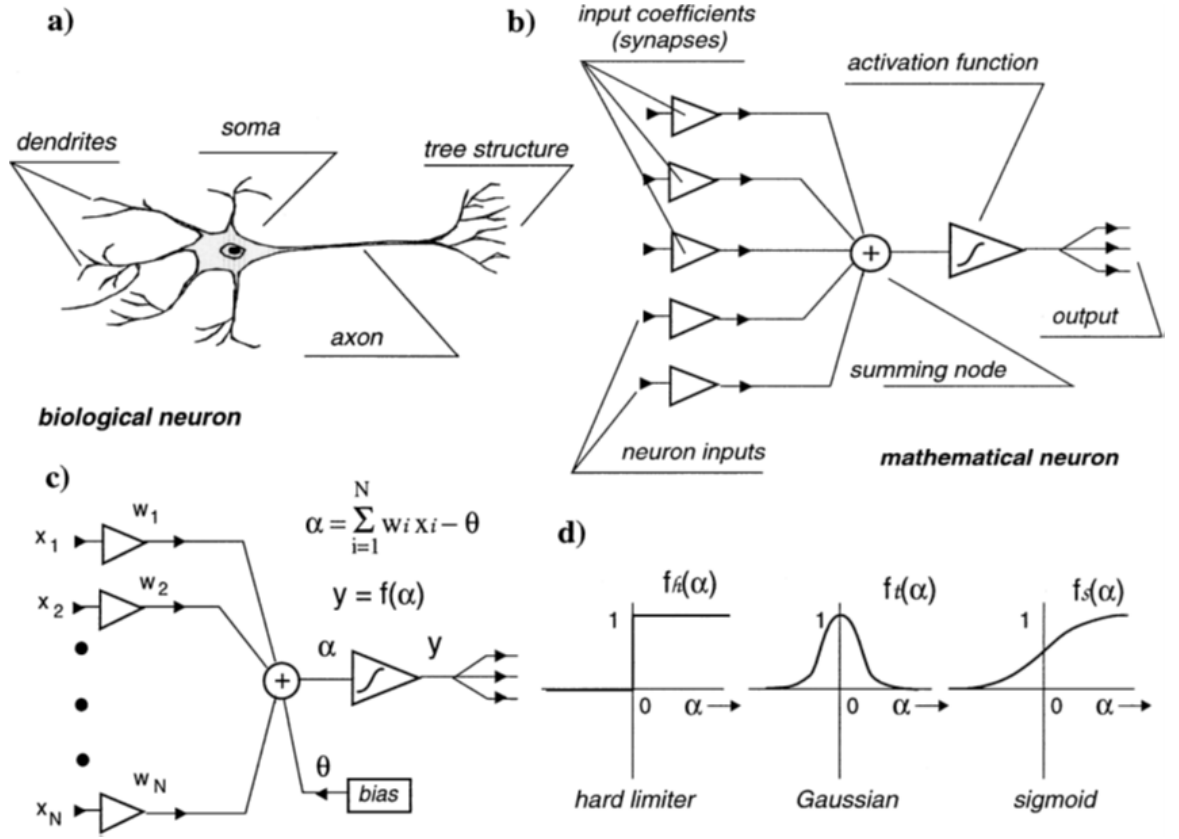 a)
dendrites
soma
tree structure
axon
biological neuron
b)
input coefficients
(synapses)
activation function
+
output
summing node
neuron inputs
mathematical neuron
c)
x1
w1
x2
w2
xN
wN
α = Σ wi xi − θ
N
i=1
y = f(α)
+
α
y
θ
bias
d)
fh(α)
1
0
α
hard limiter
ft(α)
1
0
α
Gaussian
fs(α)
1
0
α
sigmoid